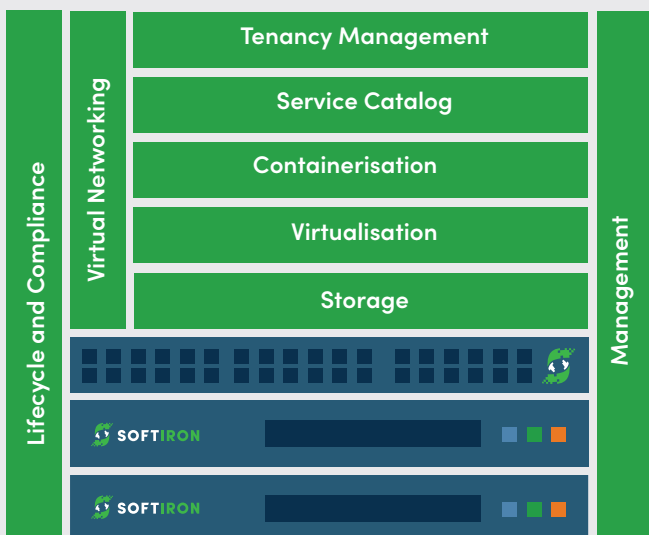 Lifecycle and Compliance
Virtual Networking
Tenancy Management
Service Catalog
Containerisation
Virtualisation
Storage
Management
SOFTIRON
SOFTIRON